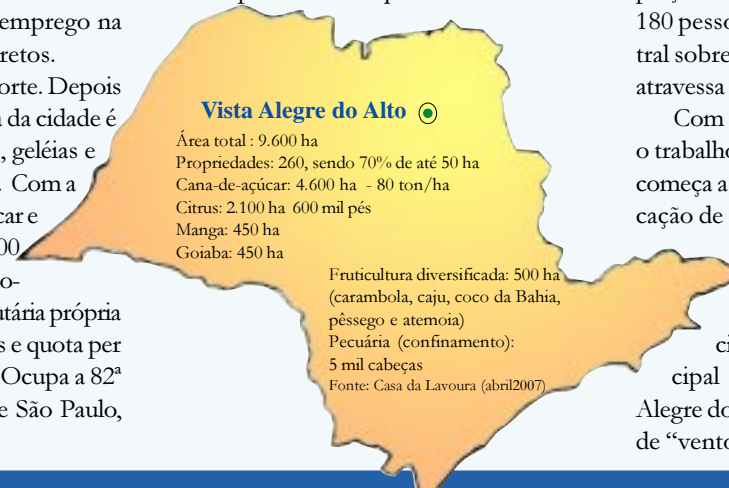 emprego na
retos.
orte. Depois
da cidade é
, geléias e
Com a
car e
00
o-
utária própria
s e quota per
Ocupa a 82ª
e São Paulo,
Vista Alegre do Alto
Área total : 9.600 ha
Propriedades: 260, sendo 70% de até 50 ha
Cana-de-açúcar: 4.600 ha - 80 ton/ha
Citrus: 2.100 ha 600 mil pés
Manga: 450 ha
Goiaba: 450 ha
Fruticultura diversificada: 500 ha
(carambola, caju, coco da Bahia,
pêssego e atemoia)
Pecuária (confinamento):
5 mil cabeças
Fonte: Casa da Lavoura (abril2007)
180 pesso
tral sobre
atravessa
Com
o trabalho
começa a
cação de
ci
cipal
Alegre do
de “vento